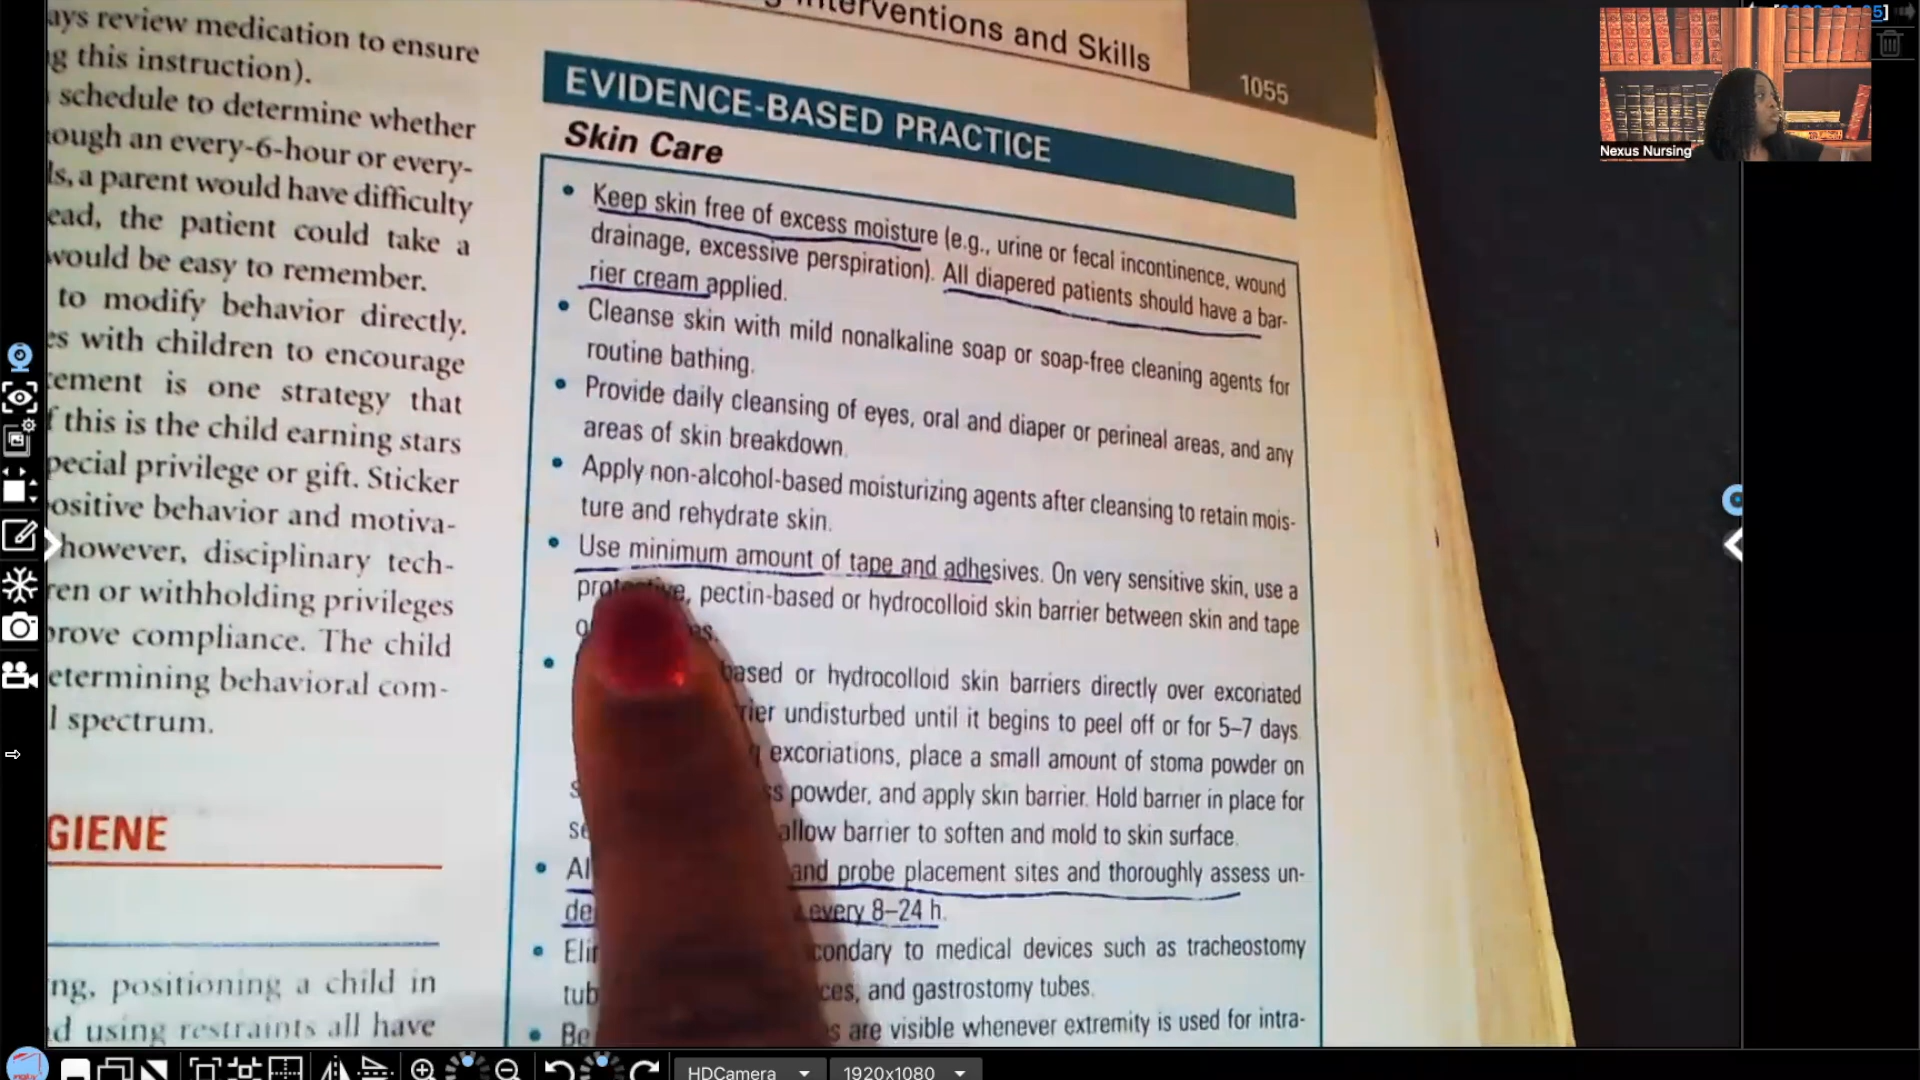 Interventions and Skills
1055
ays review medication to ensure
g this instruction).
schedule to determine whether
ough an every-6-hour or every-
ls, a parent would have difficulty
ead, the patient could take a
would be easy to remember.
to modify behavior directly.
es with children to encourage
cement is one strategy that
f this is the child earning stars
pecial privilege or gift. Sticker
ositive behavior and motiva-
however, disciplinary tech-
ren or withholding privileges
prove compliance. The child
etermining behavioral com-
l spectrum.
GIENE
ng, positioning a child in
d using restraints all have
EVIDENCE-BASED PRACTICE
Skin Care
• Keep skin free of excess moisture (e.g., urine or fecal incontinence, wound
drainage, excessive perspiration). All diapered patients should have a bar-
rier cream applied.
• Cleanse skin with mild nonalkaline soap or soap-free cleaning agents for
routine bathing.
• Provide daily cleansing of eyes, oral and diaper or perineal areas, and any
areas of skin breakdown.
• Apply non-alcohol-based moisturizing agents after cleansing to retain mois-
ture and rehydrate skin.
• Use minimum amount of tape and adhesives. On very sensitive skin, use a
protective, pectin-based or hydrocolloid skin barrier between skin and tape
• based or hydrocolloid skin barriers directly over excoriated
undisturbed until it begins to peel off or for 5–7 days
excoriations, place a small amount of stoma powder on
powder, and apply skin barrier. Hold barrier in place for
allow barrier to soften and mold to skin surface.
• Al and probe placement sites and thoroughly assess un-
de every 8–24 h.
• condary to medical devices such as tracheostomy
tub ces, and gastrostomy tubes.
• Be are visible whenever extremity is used for intra-
Nexus Nursing
HDCamera
1920x1080